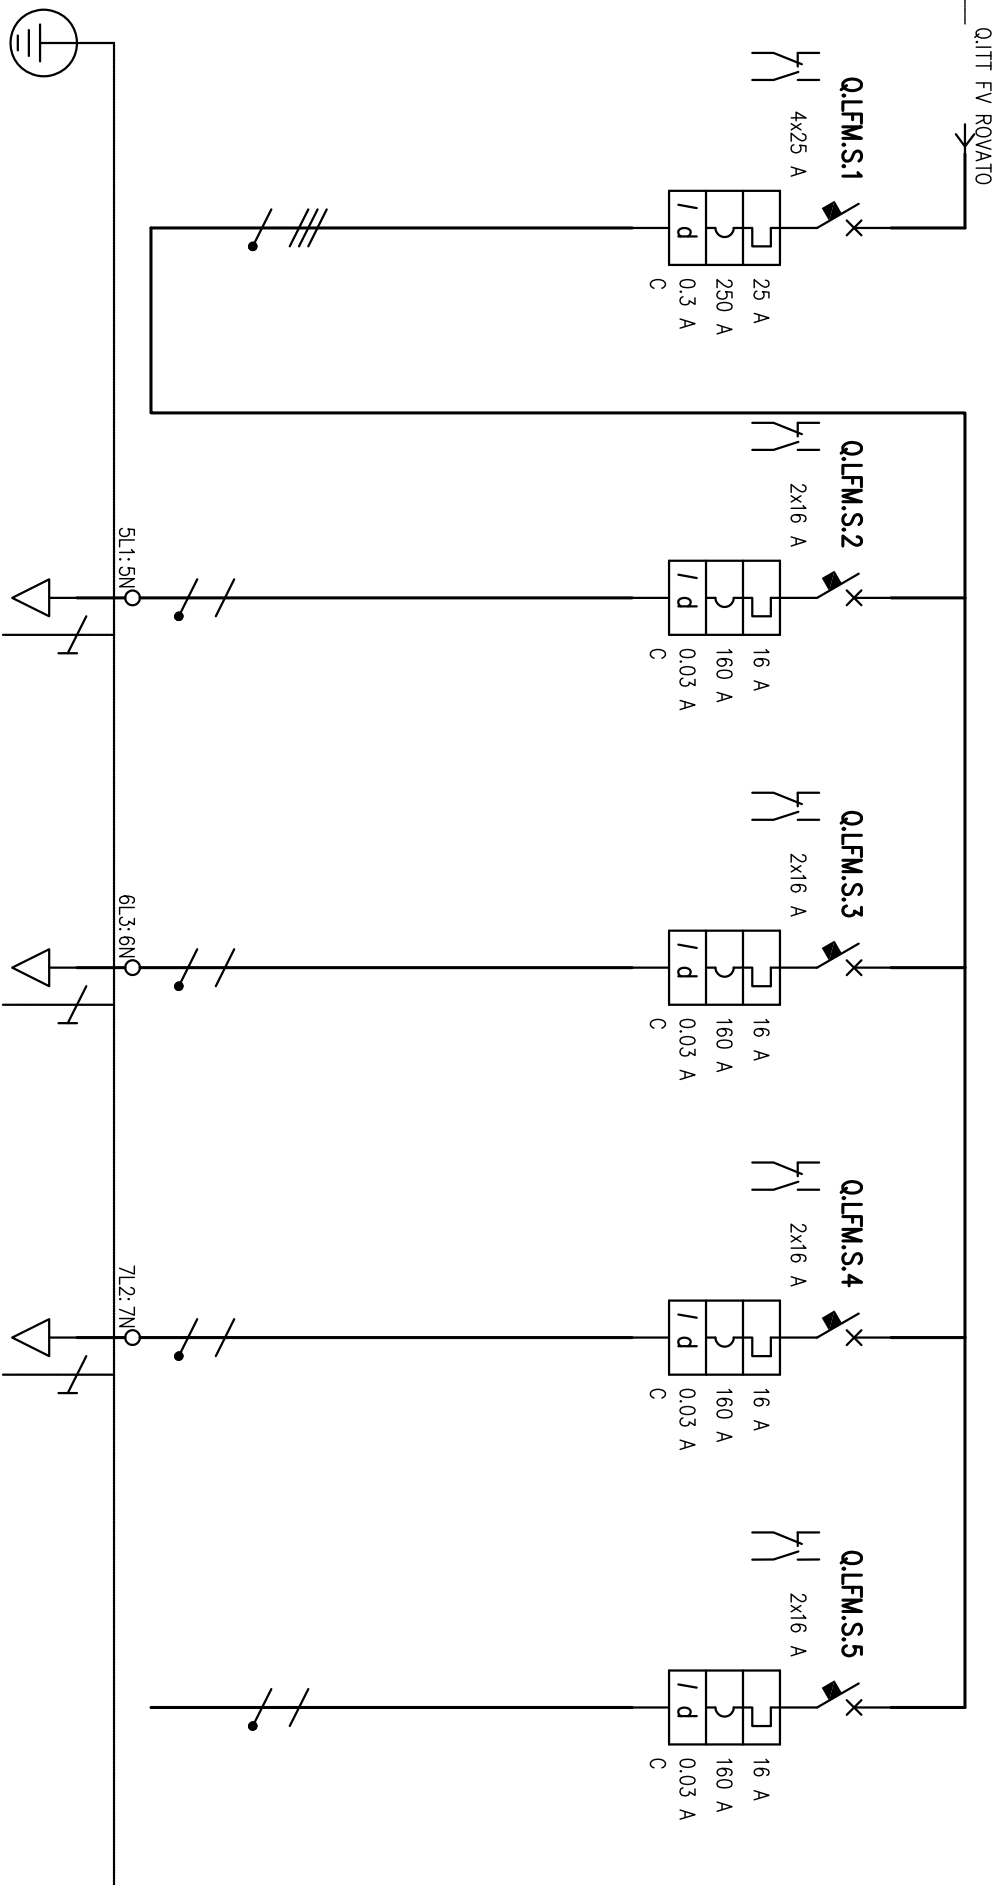 Q.ITT FV ROVATO
Q.LFM.S.1
4x25 A
25 A
250 A
0.3 A
C
I d
Q.LFM.S.2
2x16 A
16 A
160 A
0.03 A
C
I d
5L1: 5N
Q.LFM.S.3
2x16 A
16 A
160 A
0.03 A
C
I d
6L3: 6N
Q.LFM.S.4
2x16 A
16 A
160 A
0.03 A
C
I d
7L2: 7N
Q.LFM.S.5
2x16 A
16 A
160 A
0.03 A
C
I d